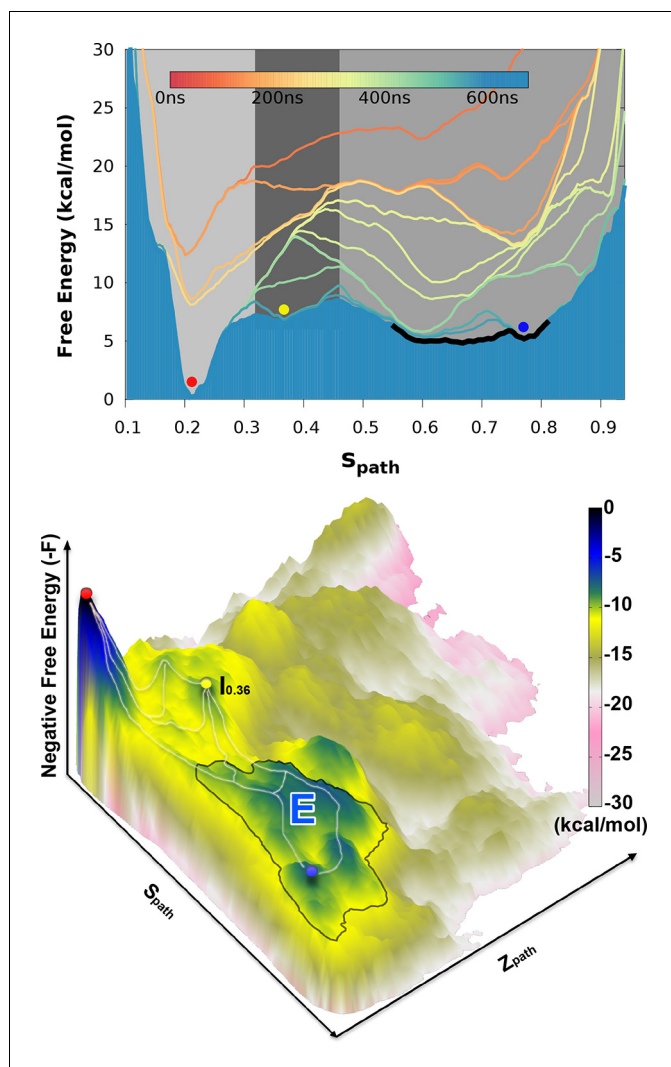 30
25
20
15
10
5
0
Free Energy (kcal/mol)
0ns 200ns 400ns 600ns
0.1 0.2 0.3 0.4 0.5 0.6 0.7 0.8 0.9
Spath
Negative Free Energy (-F)
I0.36
E
Spath
Zpath
0
-5
-10
-15
-20
-25
-30
(kcal/mol)